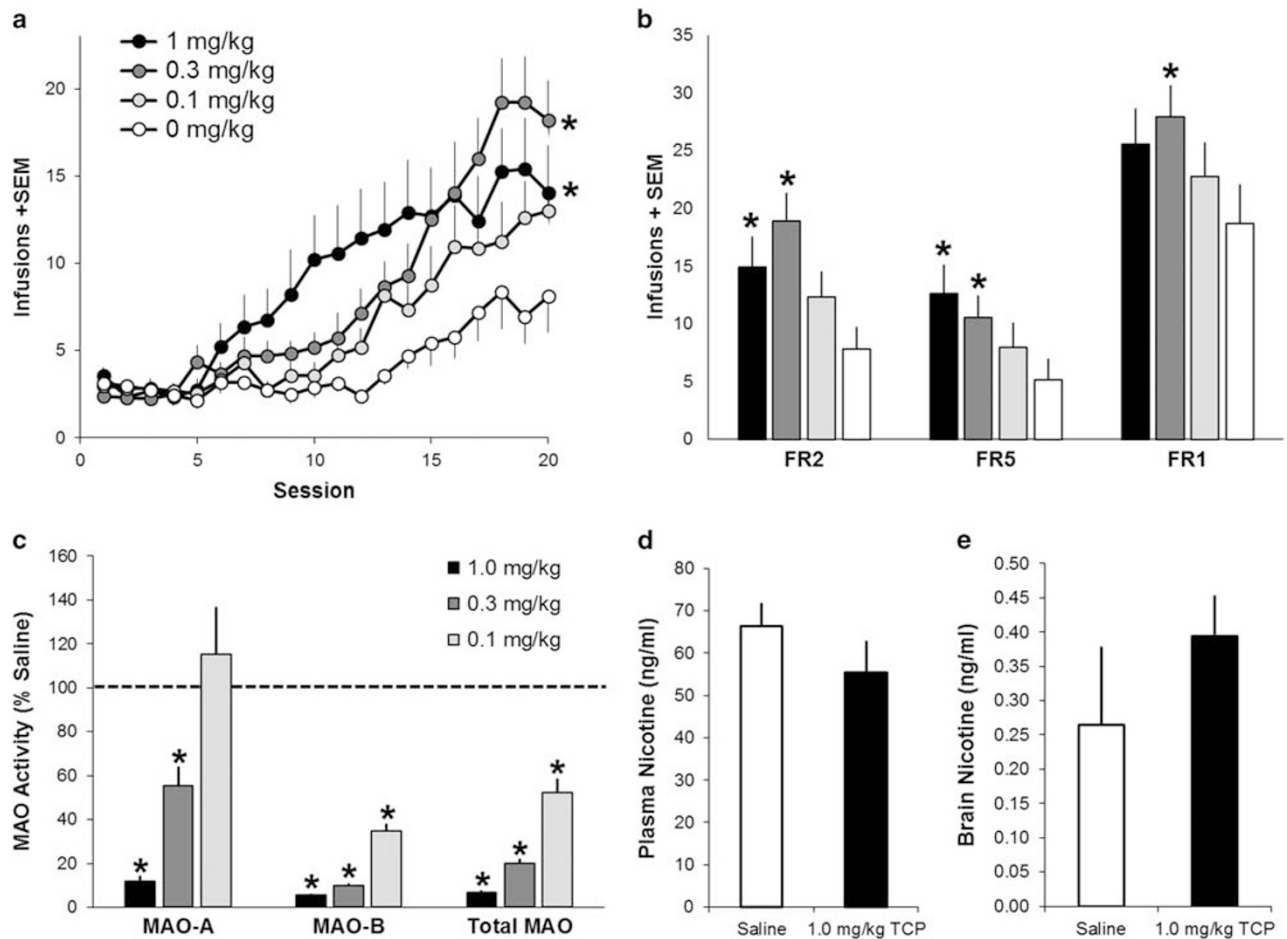 a
1 mg/kg
0.3 mg/kg
0.1 mg/kg
0 mg/kg
Infusions +SEM
20
15
10
5
0
*
*
0 5 10 15 20
Session
b
Infusions + SEM
35
30
25
20
15
10
5
0
* * * * *
FR2 FR5 FR1
c
MAO Activity (% Saline)
160
140
120
100
80
60
40
20
0
1.0 mg/kg
0.3 mg/kg
0.1 mg/kg
* * * * * * * *
MAO-A MAO-B Total MAO
d
Plasma Nicotine (ng/ml)
80
70
60
50
40
30
20
10
0
Saline 1.0 mg/kg TCP
e
Brain Nicotine (ng/ml)
0.50
0.45
0.40
0.35
0.30
0.25
0.20
0.15
0.10
0.05
0.00
Saline 1.0 mg/kg TCP